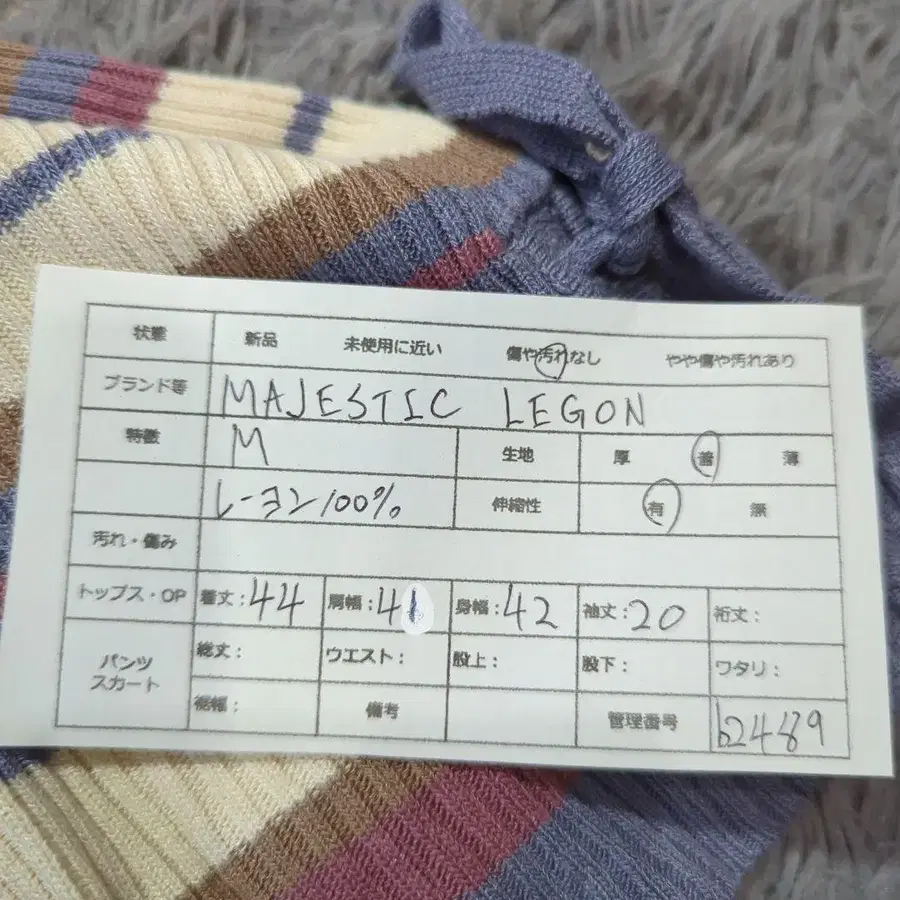 状態 新品 未使用に近い 傷や汚れなし やや傷や汚れあり
ブランド等 MAJESTIC LEGON
特徴 M 生地 厚 普 薄
レーヨン100% 伸縮性 有 無
汚れ・傷み
トップス・OP 着丈:44 肩幅:41 身幅:42 袖丈:20 裄丈:
パンツ 総丈: ウエスト: 股上: 股下: ワタリ:
スカート
裾幅: 備考 管理番号 b2489